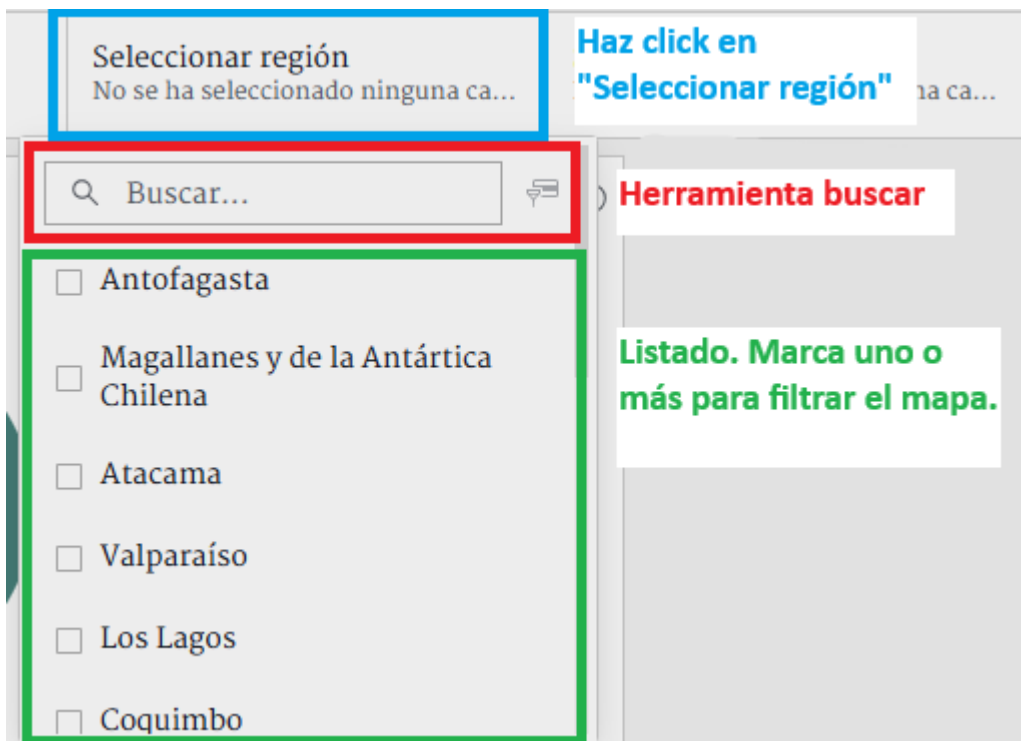 Seleccionar región
No se ha seleccionado ninguna ca...
Haz click en
"Seleccionar región"
na ca...
Buscar...
Herramienta buscar
Antofagasta
Magallanes y de la Antártica
Chilena
Listado. Marca uno o
más para filtrar el mapa.
Atacama
Valparaíso
Los Lagos
Coquimbo